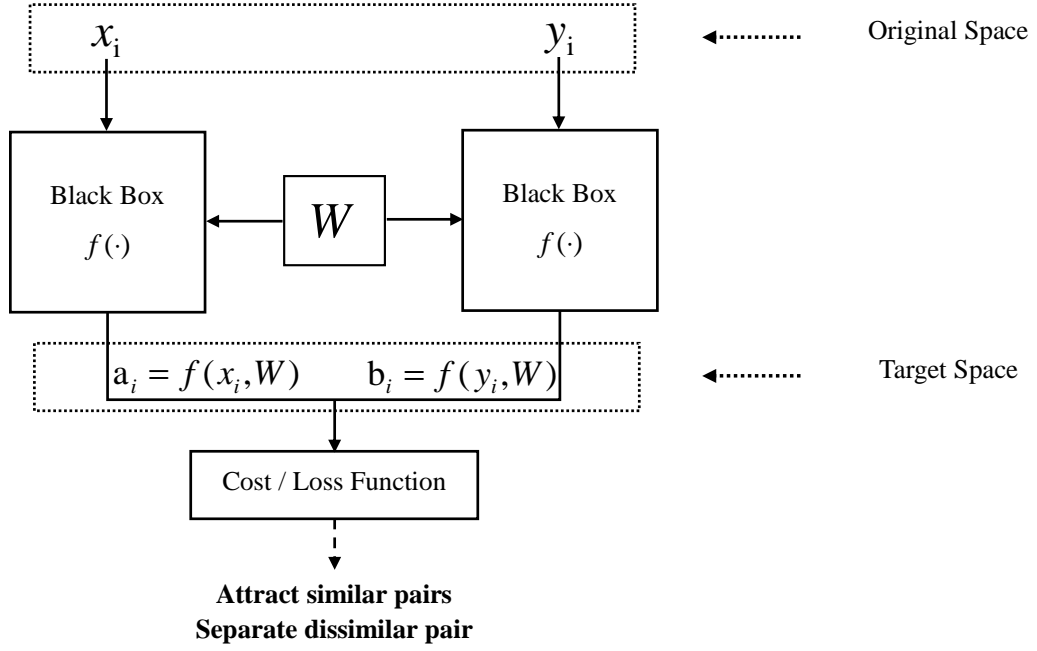 x_i y_i Original Space
Black Box Black Box
f(·) W f(·)
a_i = f(x_i,W) b_i = f(y_i,W) Target Space
Cost / Loss Function
Attract similar pairs
Separate dissimilar pair